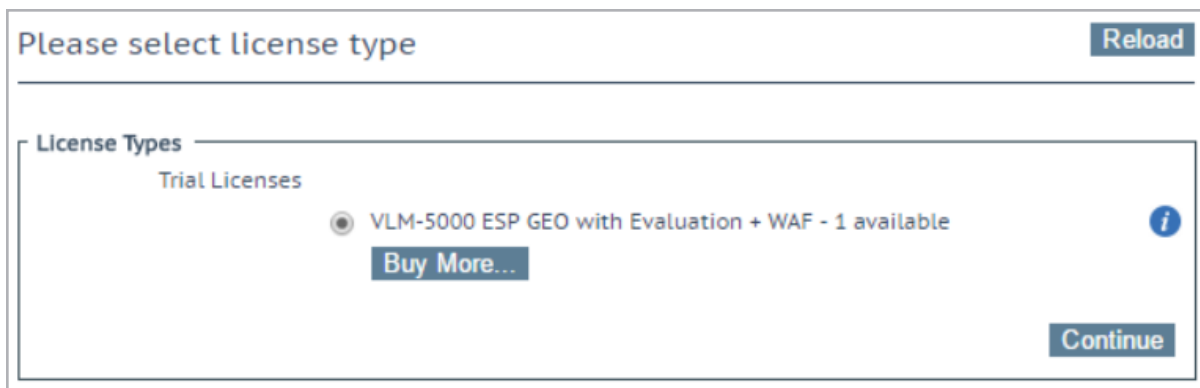 Please select license type
Reload
License Types
Trial Licenses
VLM-5000 ESP GEO with Evaluation + WAF - 1 available
i
Buy More...
Continue